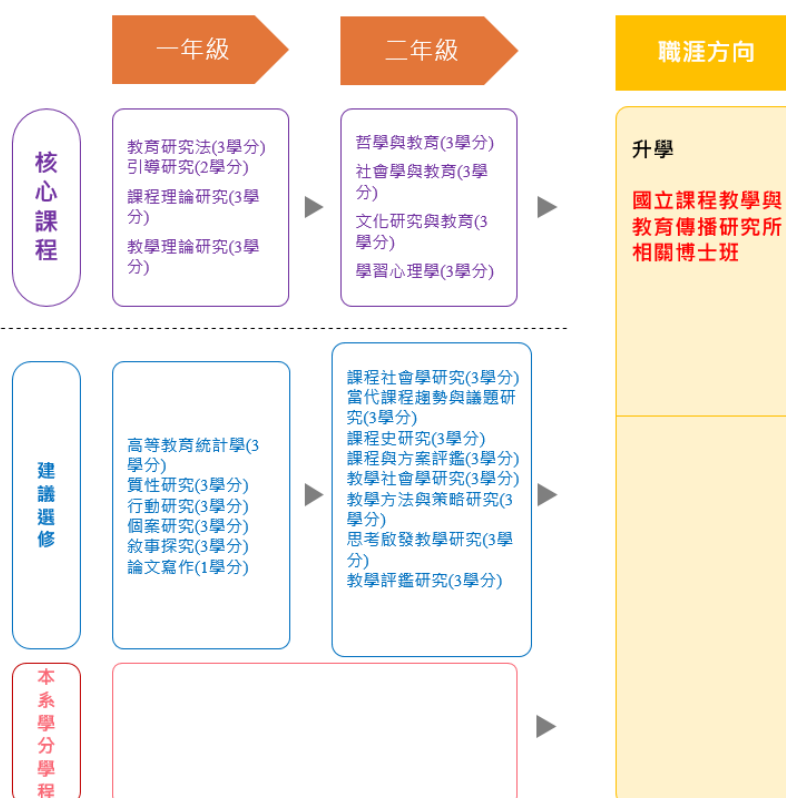 一年級
二年級
職涯方向
核
心
課
程
教育研究法(3學分)
引導研究(2學分)
課程理論研究(3學
分)
教學理論研究(3學
分)
哲學與教育(3學分)
社會學與教育(3學
分)
文化研究與教育(3
學分)
學習心理學(3學分)
升學
國立課程教學與
教育傳播研究所
相關博士班
建
議
選
修
高等教育統計學(3
學分)
質性研究(3學分)
行動研究(3學分)
個案研究(3學分)
敘事探究(3學分)
論文寫作(1學分)
課程社會學研究(3學分)
當代課程趨勢與議題研
究(3學分)
課程史研究(3學分)
課程與方案評鑑(3學分)
教學社會學研究(3學分)
教學方法與策略研究(3
學分)
思考啟發教學研究(3學
分)
教學評鑑研究(3學分)
本
系
學
分
學
程